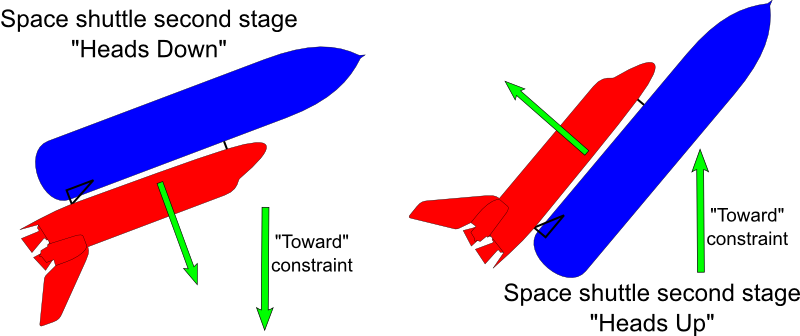 Space shuttle second stage
"Heads Down"
"Toward"
constraint
"Toward"
constraint
Space shuttle second stage
"Heads Up"